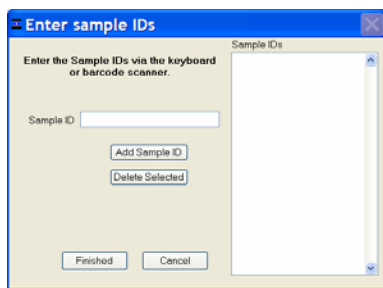 Enter sample IDs
Sample IDs
Enter the Sample IDs via the keyboard
or barcode scanner.
Sample ID
Add Sample ID
Delete Selected
Finished Cancel